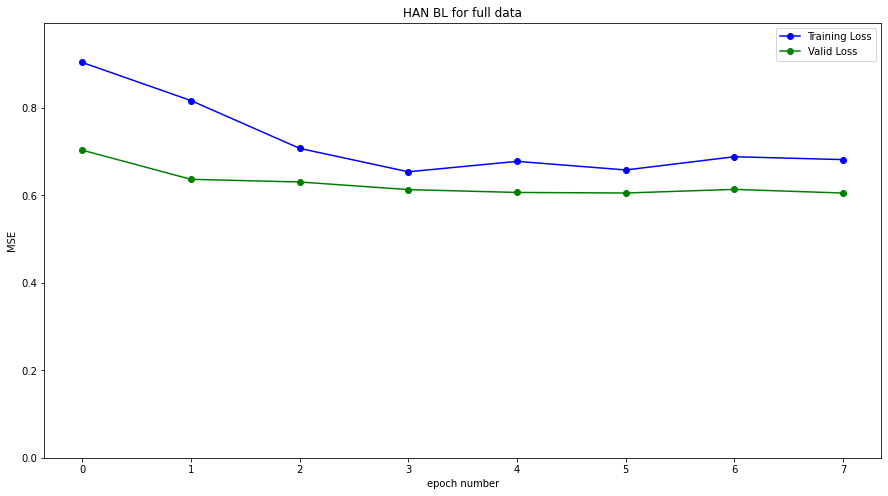 HAN BL for full data
Training Loss
Valid Loss
0.8
0.6
0.4
0.2
0.0
MSE
0 1 2 3 4 5 6 7
epoch number